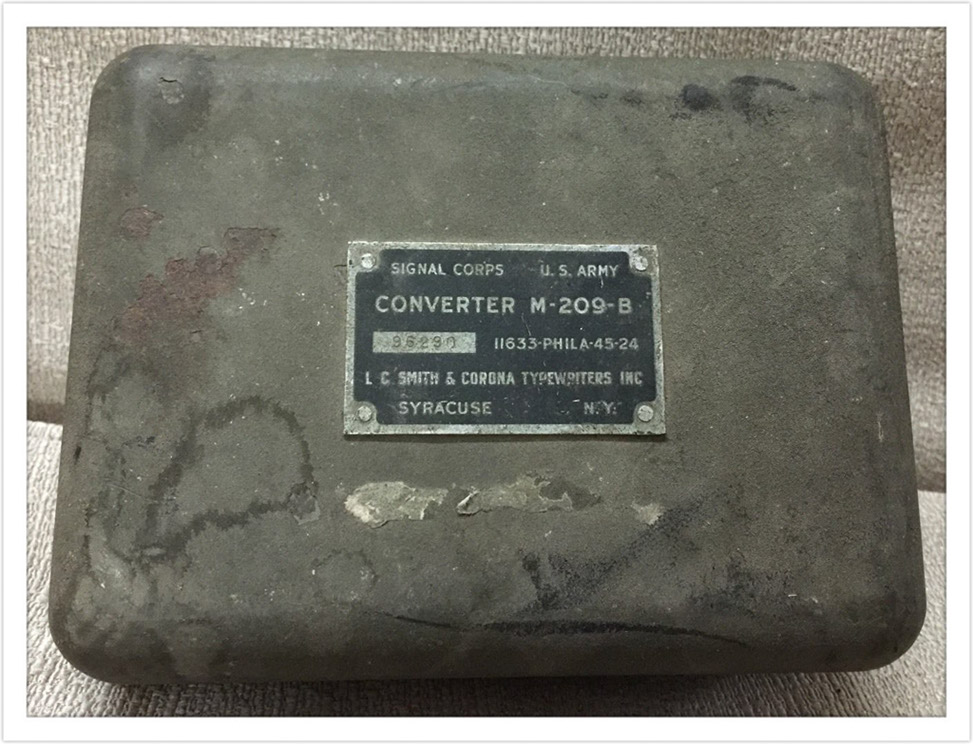 SIGNAL CORPS U. S. ARMY
CONVERTER M-209-B
96290 11633-PHILA-45-24
L C SMITH & CORONA TYPEWRITERS INC
SYRACUSE N.Y.